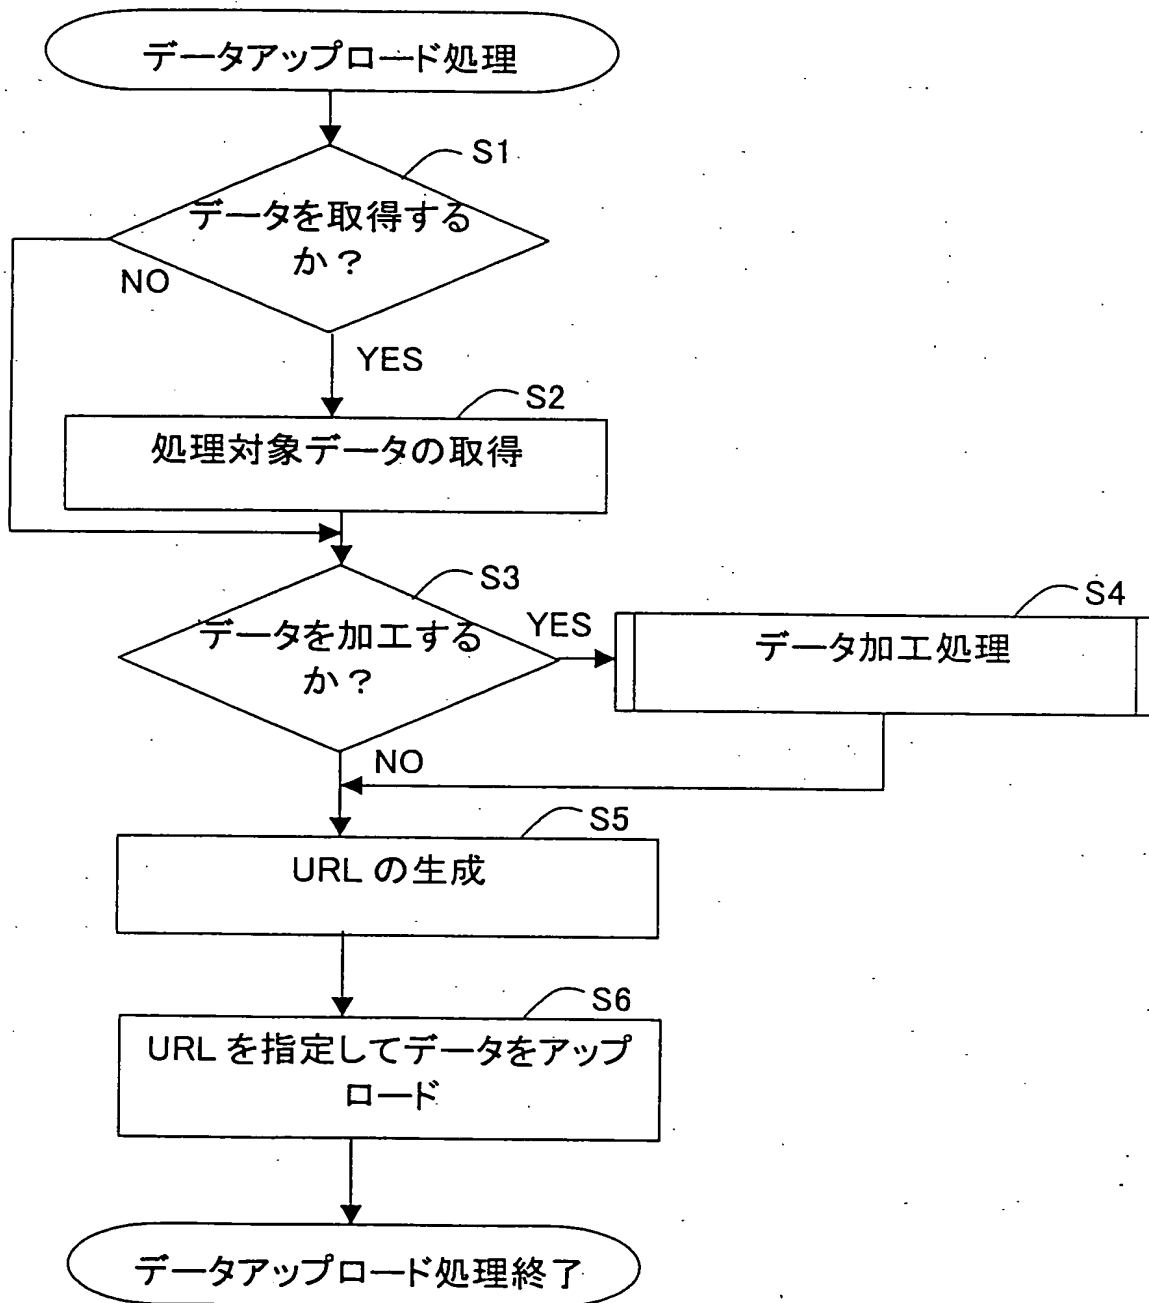 データアップロード処理
S1
データを取得する
か？
NO
YES
S2
処理対象データの取得
S3
データを加工する
か？
YES
S4
データ加工処理
NO
S5
URL の生成
S6
URL を指定してデータをアップ
ロード
データアップロード処理終了